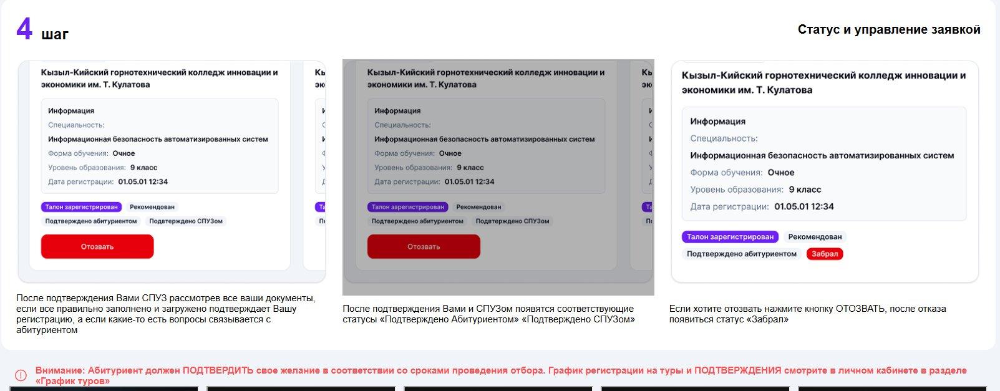 4 шаг
Статус и управление заявкой
Кызыл-Кийский горнотехнический колледж инновации и
экономики им. Т. Кулатова
Информация
Специальность:
Информационная безопасность автоматизированных систем
Форма обучения: Очное
Уровень образования: 9 класс
Дата регистрации: 01.05.01 12:34
Талон зарегистрирован Рекомендован
Подтверждено абитуриентом Подвтерждено СПУЗом
Отозвать
После подтверждения Вами СПУЗ рассмотрев все ваши документы,
если все правильно заполнено и загружено подтверждает Вашу
регистрацию, а если какие-то есть вопросы связывается с
абитуриентом
Кызыл-Кийский горнотехнический колледж инновации и
экономики им. Т. Кулатова
Информация
Специальность:
Информационная безопасность автоматизированных систем
Форма обучения: Очное
Уровень образования: 9 класс
Дата регистрации: 01.05.01 12:34
Талон зарегистрирован Рекомендован
Подтверждено абитуриентом Подвтерждено СПУЗом
Отозвать
После подтверждения Вами и СПУЗом появятся соответствующие
статусы «Подтверждено Абитуриентом» «Подтверждено СПУЗом»
Кызыл-Кийский горнотехнический колледж инновации и
экономики им. Т. Кулатова
Информация
Специальность:
Информационная безопасность автоматизированных систем
Форма обучения: Очное
Уровень образования: 9 класс
Дата регистрации: 01.05.01 12:34
Талон зарегистрирован Рекомендован
Подтверждено абитуриентом Забрал
Если хотите отозвать нажмите кнопку ОТОЗВАТЬ, после отказа
появиться статус «Забрал»
Внимание: Абитуриент должен ПОДТВЕРДИТЬ свое желание в соответствии со сроками проведения отбора. График регистрации на туры и ПОДТВЕРЖДЕНИЯ смотрите в личном кабинете в разделе
«График туров»